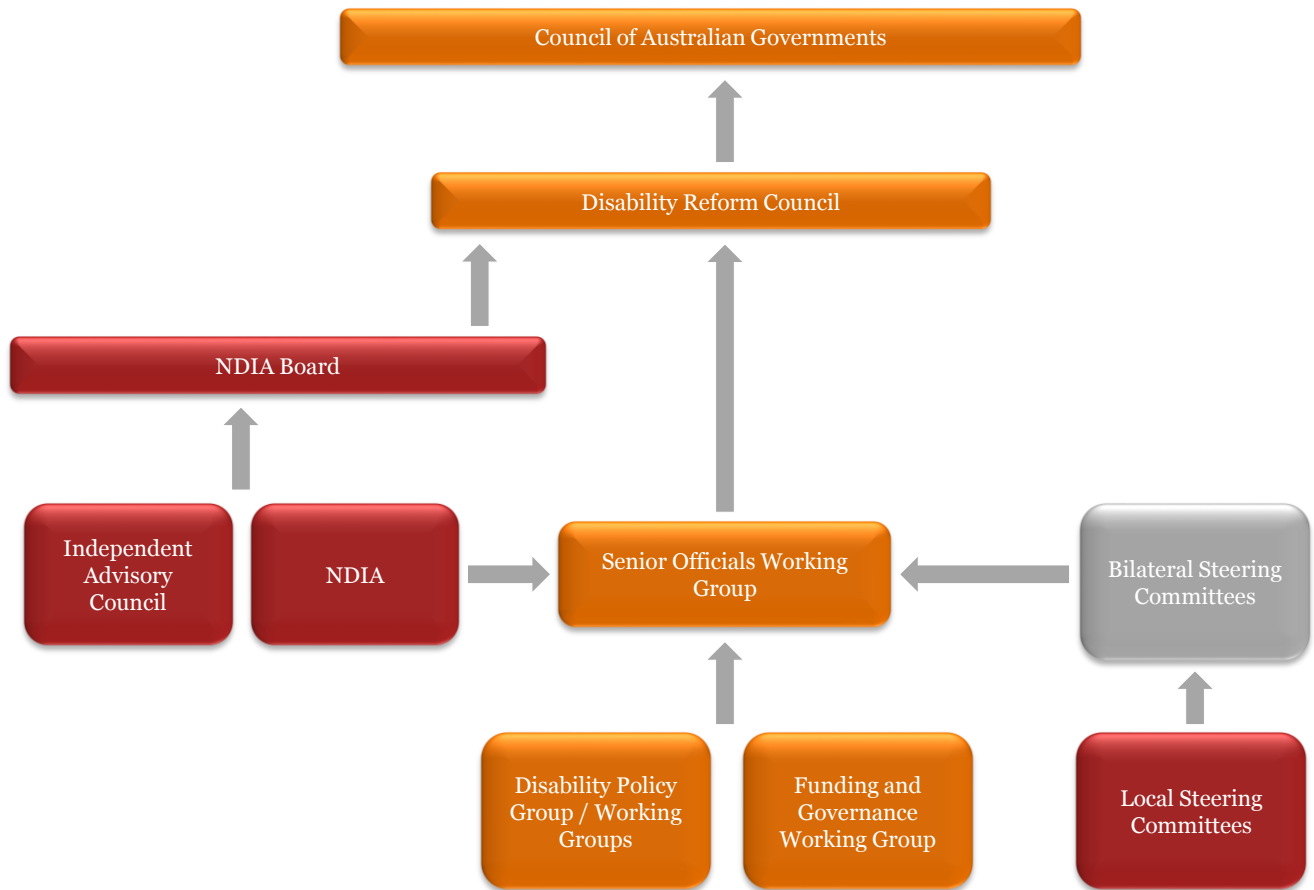 Council of Australian Governments
Disability Reform Council
NDIA Board
Independent
Advisory
Council
NDIA
Senior Officials Working
Group
Bilateral Steering
Committees
Disability Policy
Group / Working
Groups
Funding and
Governance
Working Group
Local Steering
Committees